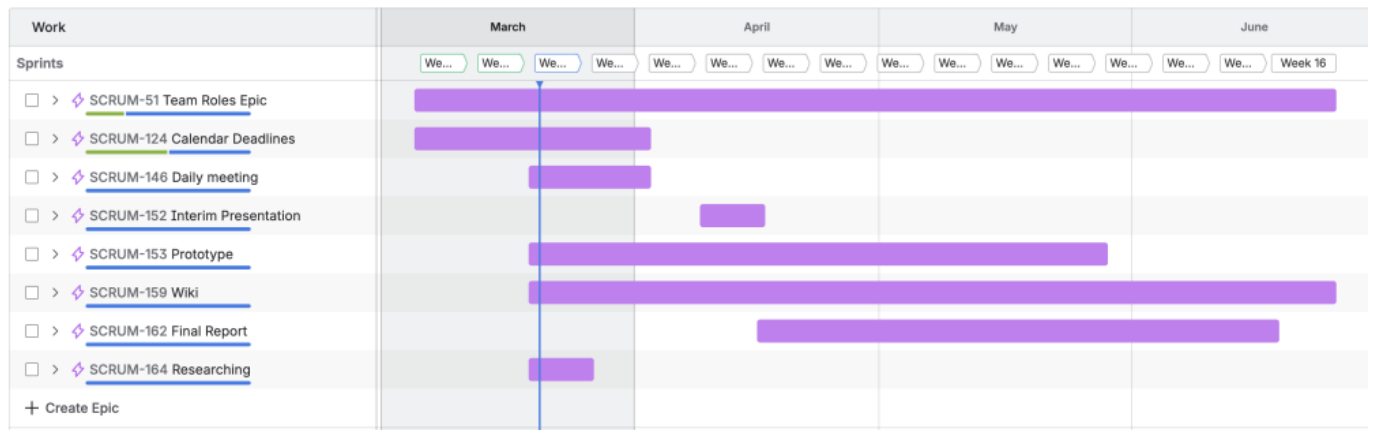 Work March April May June
Sprints We... We... We... We... We... We... We... We... We... We... We... We... We... We... We... Week 16
SCRUM-51 Team Roles Epic
SCRUM-124 Calendar Deadlines
SCRUM-146 Daily meeting
SCRUM-152 Interim Presentation
SCRUM-153 Prototype
SCRUM-159 Wiki
SCRUM-162 Final Report
SCRUM-164 Researching
+ Create Epic